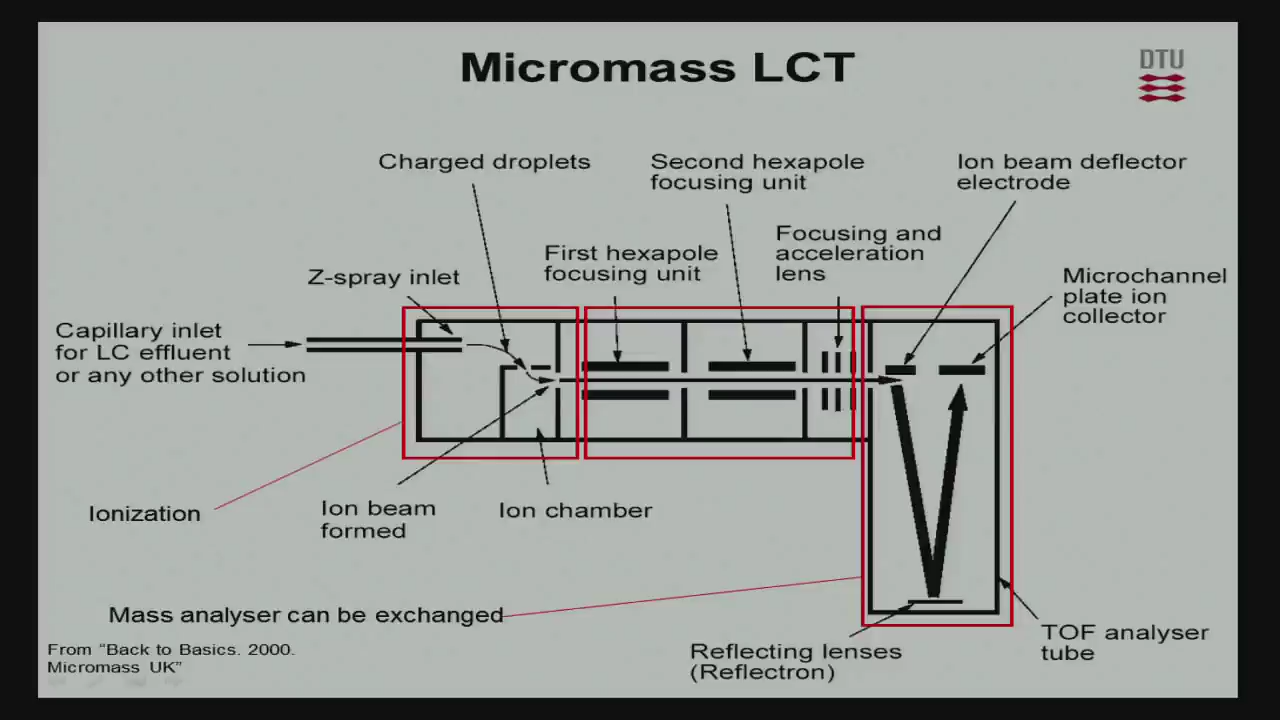 Micromass LCT
DTU
Charged droplets
Second hexapole
focusing unit
Ion beam deflector
electrode
First hexapole
focusing unit
Focusing and
acceleration
lens
Z-spray inlet
Microchannel
plate ion
collector
Capillary inlet
for LC effluent
or any other solution
Ionization
Ion beam
formed
Ion chamber
Mass analyser can be exchanged
From “Back to Basics. 2000.
Micromass UK”
Reflecting lenses
(Reflectron)
TOF analyser
tube